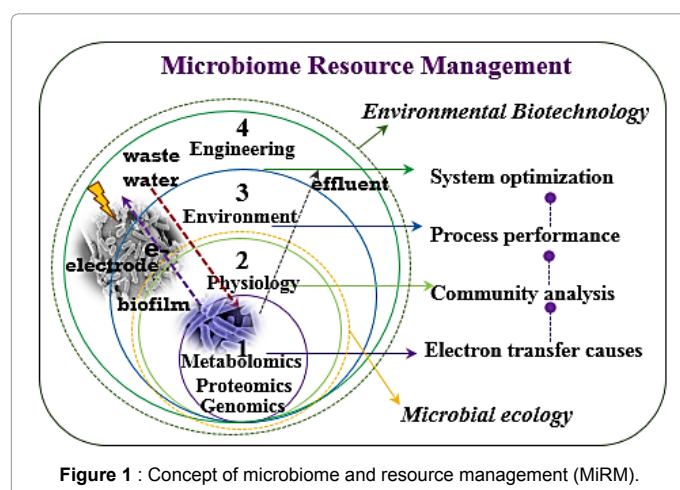 Microbiome Resource Management
Environmental Biotechnology
4
Engineering
waste
water
effluent
System optimization
3
Environment
Process performance
e-
electrode
2
Physiology
biofilm
Community analysis
1
Metabolomics
Electron transfer causes
Proteomics
Genomics
Microbial ecology
Figure 1 : Concept of microbiome and resource management (MiRM).